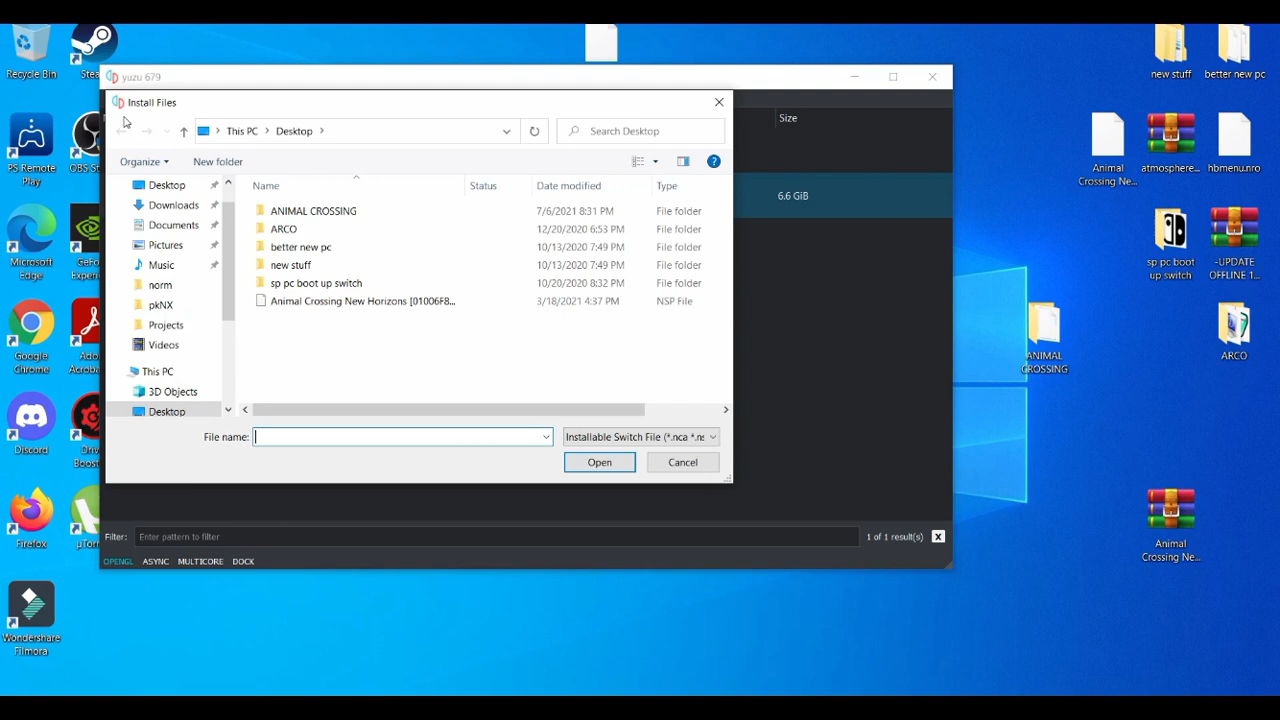 Recycle Bin
PS Remote
Play
Microsoft
Edge
Google
Chrome
Discord
Firefox
Wondershare
Filmora
yuzu 679
Install Files
This PC
Desktop
Search Desktop
Organize
New folder
Desktop
Downloads
Documents
Pictures
Music
norm
pkNX
Projects
Videos
This PC
3D Objects
Desktop
Name
Status
Date modified
Type
ANIMAL CROSSING
7/6/2021 8:31 PM
File folder
ARCO
12/20/2020 6:53 PM
File folder
better new pc
10/13/2020 7:49 PM
File folder
new stuff
10/13/2020 7:49 PM
File folder
sp pc boot up switch
10/20/2020 8:32 PM
File folder
Animal Crossing New Horizons [01006F8...
3/18/2021 4:37 PM
NSP File
File name:
Installable Switch File (*.nca *.ns
Open
Cancel
Size
6.6 GiB
Filter:
Enter pattern to filter
1 of 1 result(s)
X
OPENGL
ASYNC
MULTICORE
DOCK
new stuff
better new pc
Animal
Crossing Ne...
atmosphere...
hbmenu.nro
sp pc boot
up switch
-UPDATE
OFFLINE 1...
ANIMAL
CROSSING
ARCO
Animal
Crossing Ne...